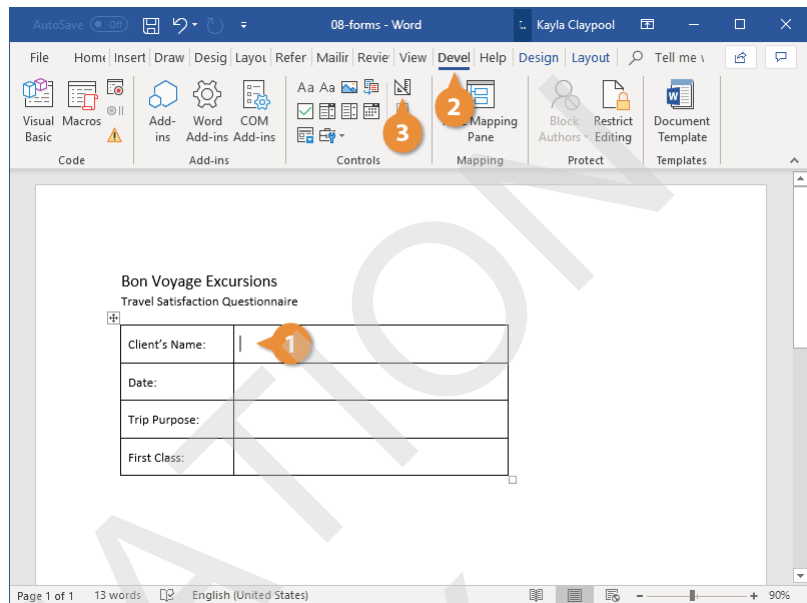 AutoSave Off 08-forms - Word Kayla Claypool
File Home Insert Draw Desig Layou Refer Mailir Revie View Devel Help Design Layout Tell me
Visual Basic
Macros
Add-ins
Word Add-ins
COM Add-ins
Aa Aa
Mapping Pane
Block Authors
Restrict Editing
Document Template
Code Add-ins Controls Mapping Protect Templates
2
3
Bon Voyage Excursions
Travel Satisfaction Questionnaire
Client's Name: 1
Date:
Trip Purpose:
First Class:
ATION
Page 1 of 1 13 words English (United States) 90%